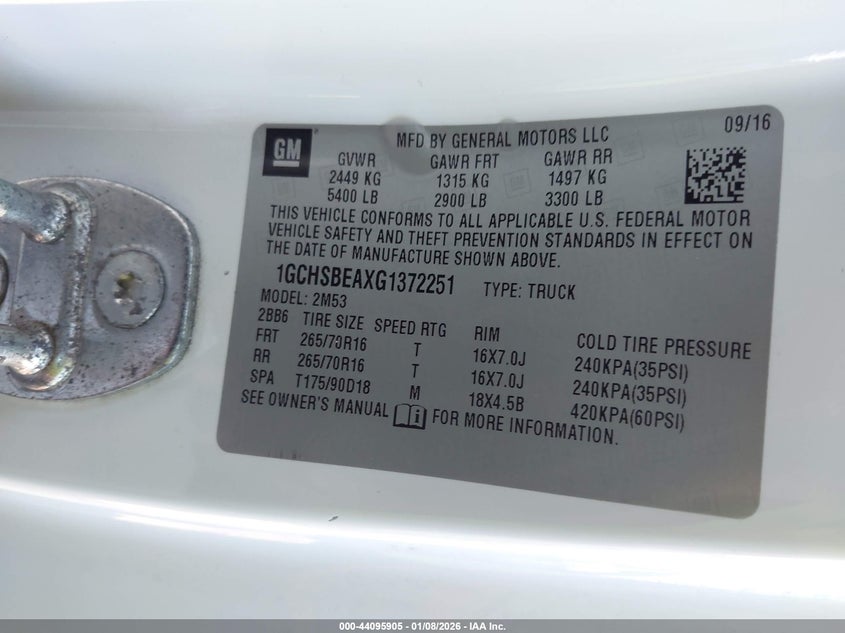 GM
MFD BY GENERAL MOTORS LLC 09/16
GVWR GAWR FRT GAWR RR
2449 KG 1315 KG 1497 KG
5400 LB 2900 LB 3300 LB
THIS VEHICLE CONFORMS TO ALL APPLICABLE U.S. FEDERAL MOTOR
VEHICLE SAFETY AND THEFT PREVENTION STANDARDS IN EFFECT ON
THE DATE OF MANUFACTURE SHOWN ABOVE.
1GCHSBEAXG1372251 TYPE: TRUCK
MODEL: 2M53
2BB6 TIRE SIZE SPEED RTG RIM COLD TIRE PRESSURE
FRT 265/70R16 T 16X7.0J 240KPA(35PSI)
RR 265/70R16 T 16X7.0J 240KPA(35PSI)
SPA T175/90D18 M 18X4.5B 420KPA(60PSI)
SEE OWNER'S MANUAL FOR MORE INFORMATION.
000-44095905 - 01/08/2026 - IAA Inc.